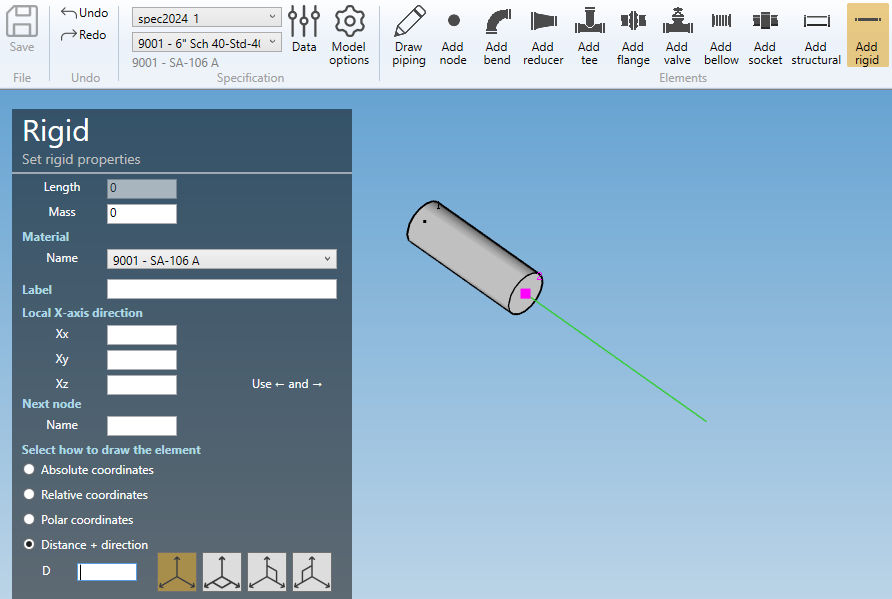 Save
Undo
Redo
File
Undo
spec2024_1
9001 - 6" Sch 40-Std-40
9001 - SA-106 A
Data
Model
options
Specification
Draw
piping
Add
node
Add
bend
Add
reducer
Add
tee
Add
flange
Add
valve
Add
bellow
Add
socket
Add
structural
Add
rigid
Elements
Rigid
Set rigid properties
Length 0
Mass 0
Material
Name 9001 - SA-106 A
Label
Local X-axis direction
Xx
Xy
Xz Use ← and →
Next node
Name
Select how to draw the element
Absolute coordinates
Relative coordinates
Polar coordinates
Distance + direction
D
1